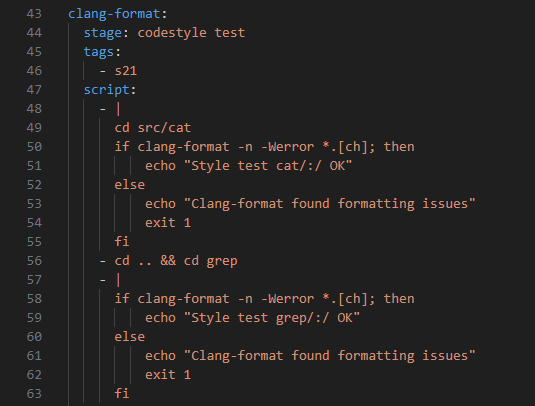 43 clang-format:
44   stage: codestyle test
45   tags:
46     - s21
47   script:
48     - |
49       cd src/cat
50       if clang-format -n -Werror *.[ch]; then
51           echo "Style test cat/:/ OK"
52       else
53           echo "Clang-format found formatting issues"
54           exit 1
55       fi
56     - cd .. && cd grep
57     - |
58       if clang-format -n -Werror *.[ch]; then
59           echo "Style test grep/:/ OK"
60       else
61           echo "Clang-format found formatting issues"
62           exit 1
63       fi